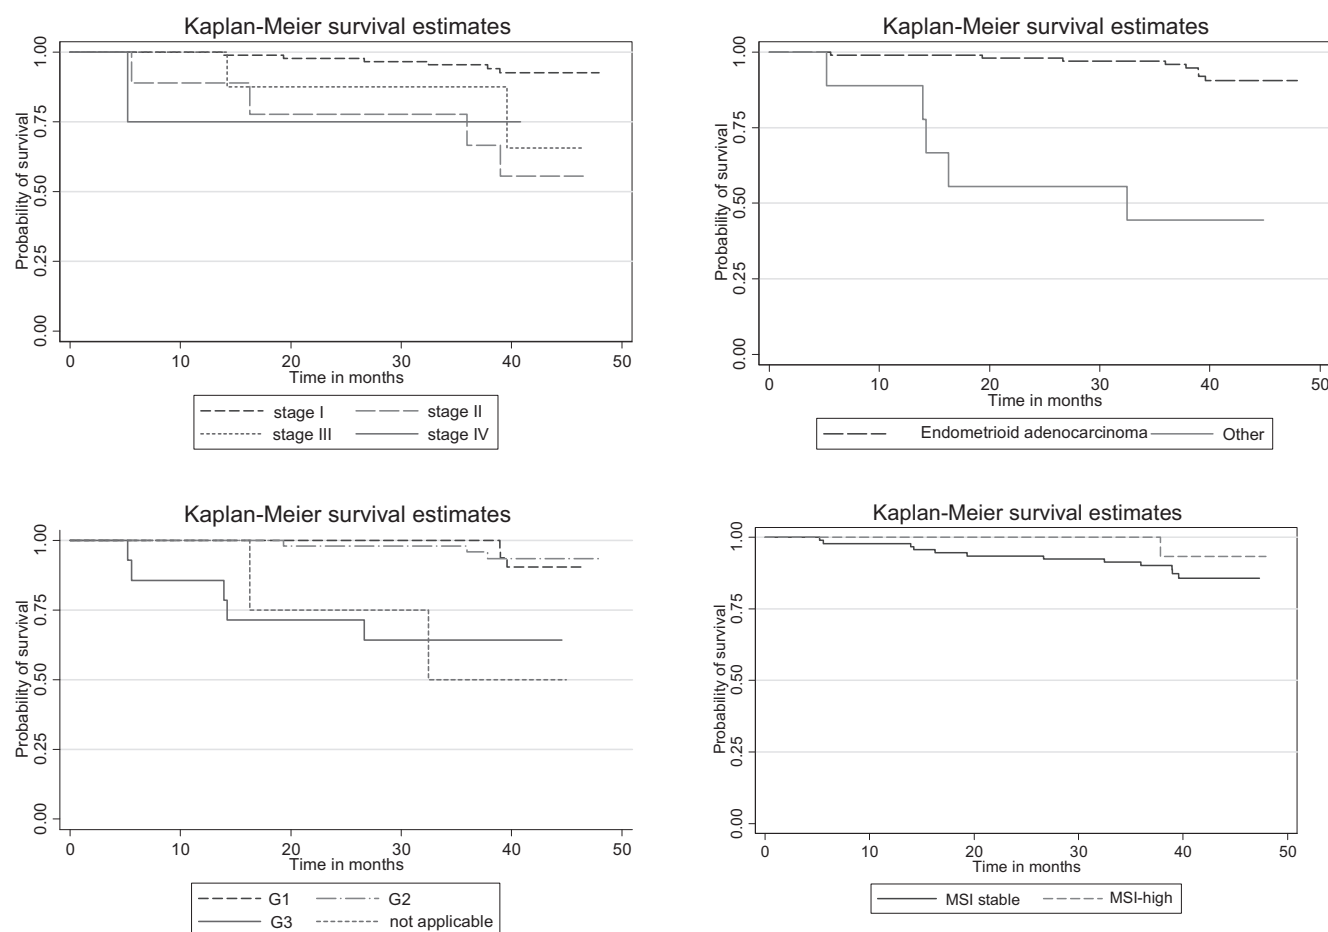 Kaplan-Meier survival estimates
Probability of survival
1.00
0.75
0.50
0.25
0.00
0 10 20 30 40 50
Time in months
stage I stage II
stage III stage IV
Kaplan-Meier survival estimates
Probability of survival
1.00
0.75
0.50
0.25
0.00
0 10 20 30 40 50
Time in months
Endometrioid adenocarcinoma Other
Kaplan-Meier survival estimates
Probability of survival
1.00
0.75
0.50
0.25
0.00
0 10 20 30 40 50
Time in months
G1 G2
G3 not applicable
Kaplan-Meier survival estimates
Probability of survival
1.00
0.75
0.50
0.25
0.00
0 10 20 30 40 50
Time in months
MSI stable MSI-high